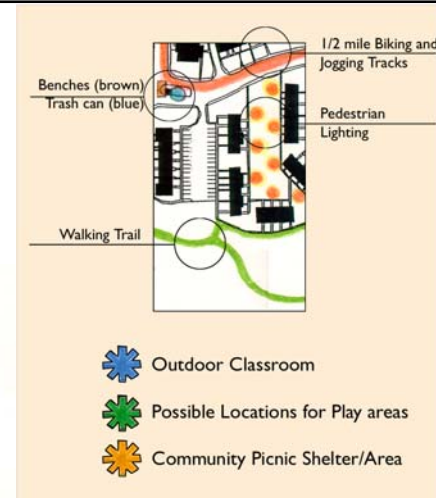 1/2 mile Biking and
Jogging Tracks
Benches (brown)
Trash can (blue)
Pedestrian
Lighting
Walking Trail
Outdoor Classroom
Possible Locations for Play areas
Community Picnic Shelter/Area